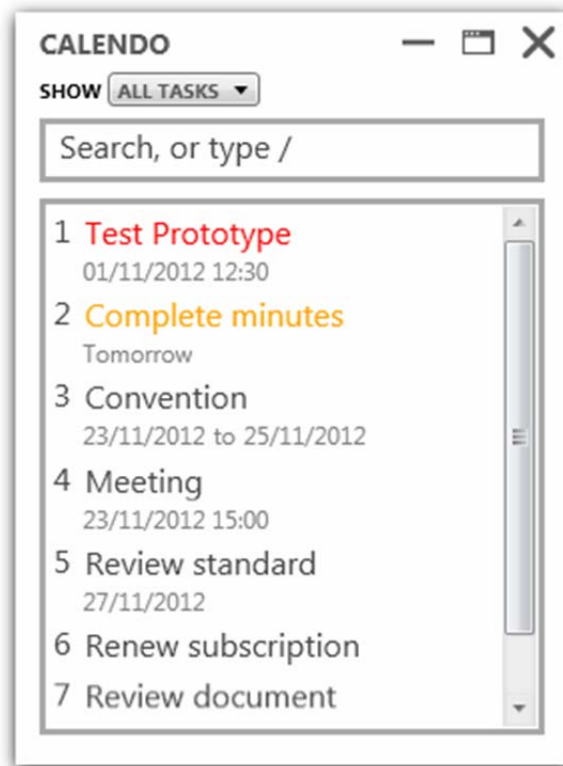 CALENDO
SHOW ALL TASKS
Search, or type /
1 Test Prototype
01/11/2012 12:30
2 Complete minutes
Tomorrow
3 Convention
23/11/2012 to 25/11/2012
4 Meeting
23/11/2012 15:00
5 Review standard
27/11/2012
6 Renew subscription
7 Review document